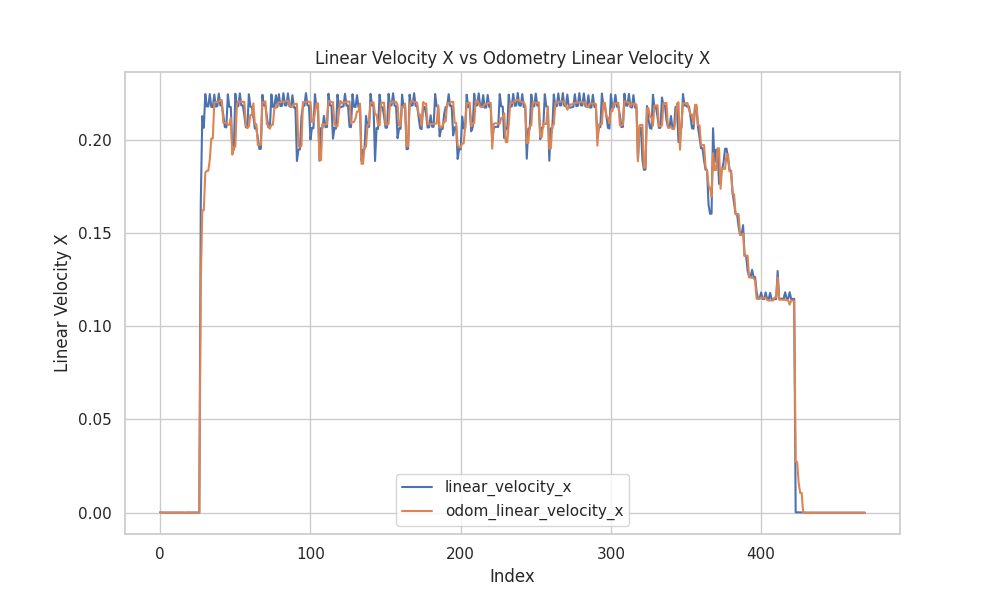 Linear Velocity X vs Odometry Linear Velocity X
0.20
0.15
0.10
0.05
0.00
Linear Velocity X
linear_velocity_x
odom_linear_velocity_x
0 100 200 300 400
Index